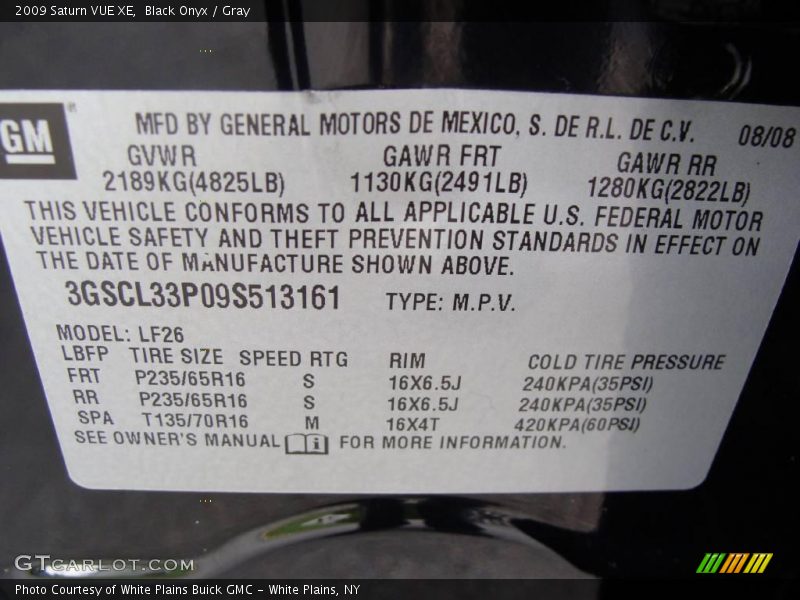 2009 Saturn VUE XE, Black Onyx / Gray
GM ®
MFD BY GENERAL MOTORS DE MEXICO, S. DE R.L. DE C.V. 08/08
GVWR GAWR FRT GAWR RR
2189KG(4825LB) 1130KG(2491LB) 1280KG(2822LB)
THIS VEHICLE CONFORMS TO ALL APPLICABLE U.S. FEDERAL MOTOR
VEHICLE SAFETY AND THEFT PREVENTION STANDARDS IN EFFECT ON
THE DATE OF MANUFACTURE SHOWN ABOVE.
3GSCL33P09S513161 TYPE: M.P.V.
MODEL: LF26
LBFP TIRE SIZE SPEED RTG RIM COLD TIRE PRESSURE
FRT P235/65R16 S 16X6.5J 240KPA(35PSI)
RR P235/65R16 S 16X6.5J 240KPA(35PSI)
SPA T135/70R16 M 16X4T 420KPA(60PSI)
SEE OWNER'S MANUAL i FOR MORE INFORMATION.
GTCARLOT.COM
Photo Courtesy of White Plains Buick GMC - White Plains, NY